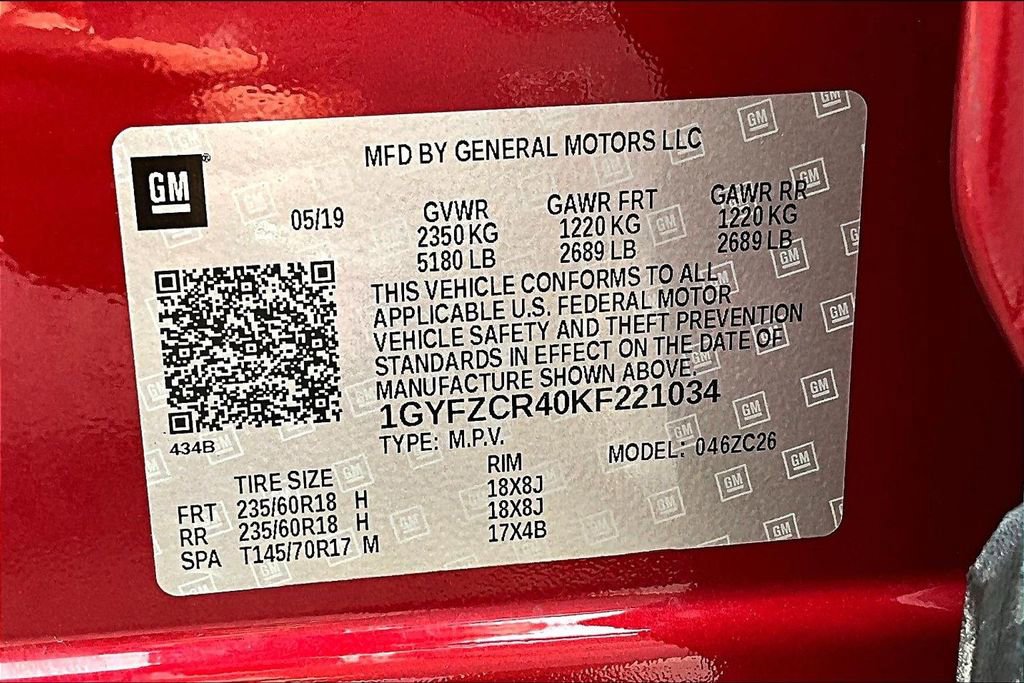 GM
MFD BY GENERAL MOTORS LLC
05/19
GVWR
2350 KG
5180 LB
GAWR FRT
1220 KG
2689 LB
GAWR RR
1220 KG
2689 LB
THIS VEHICLE CONFORMS TO ALL
APPLICABLE U.S. FEDERAL MOTOR
VEHICLE SAFETY AND THEFT PREVENTION
STANDARDS IN EFFECT ON THE DATE OF
MANUFACTURE SHOWN ABOVE.
1GYFZCR40KF221034
434B
TYPE: M.P.V.
MODEL: 046ZC26
TIRE SIZE RIM
FRT 235/60R18 H 18X8J
RR 235/60R18 H 18X8J
SPA T145/70R17 M 17X4B